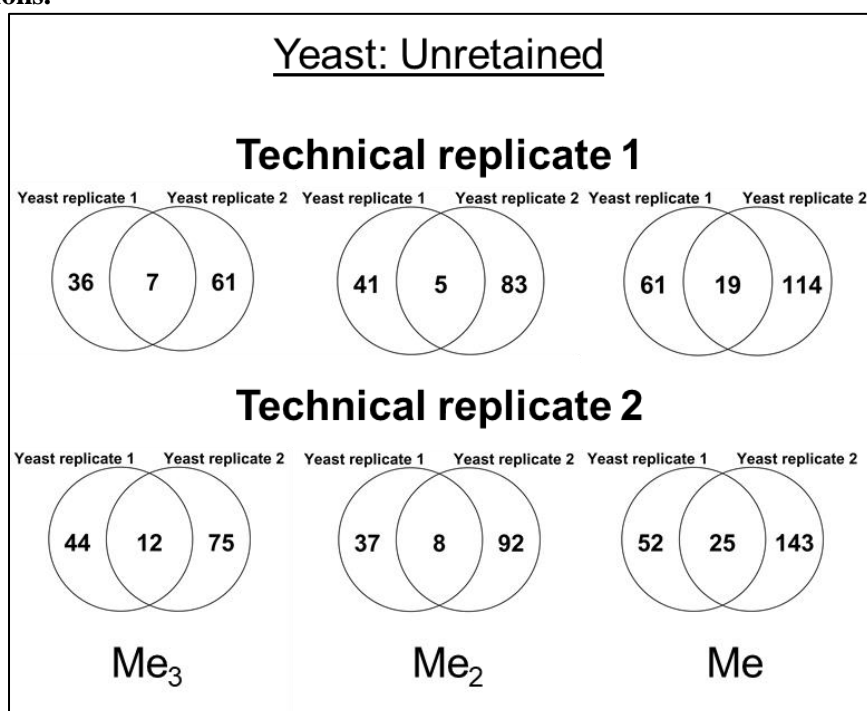 ions.
Yeast: Unretained
Technical replicate 1
Yeast replicate 1 Yeast replicate 2 Yeast replicate 1 Yeast replicate 2 Yeast replicate 1 Yeast replicate 2
36 7 61 41 5 83 61 19 114
Technical replicate 2
Yeast replicate 1 Yeast replicate 2 Yeast replicate 1 Yeast replicate 2 Yeast replicate 1 Yeast replicate 2
44 12 75 37 8 92 52 25 143
Me₃ Me₂ Me